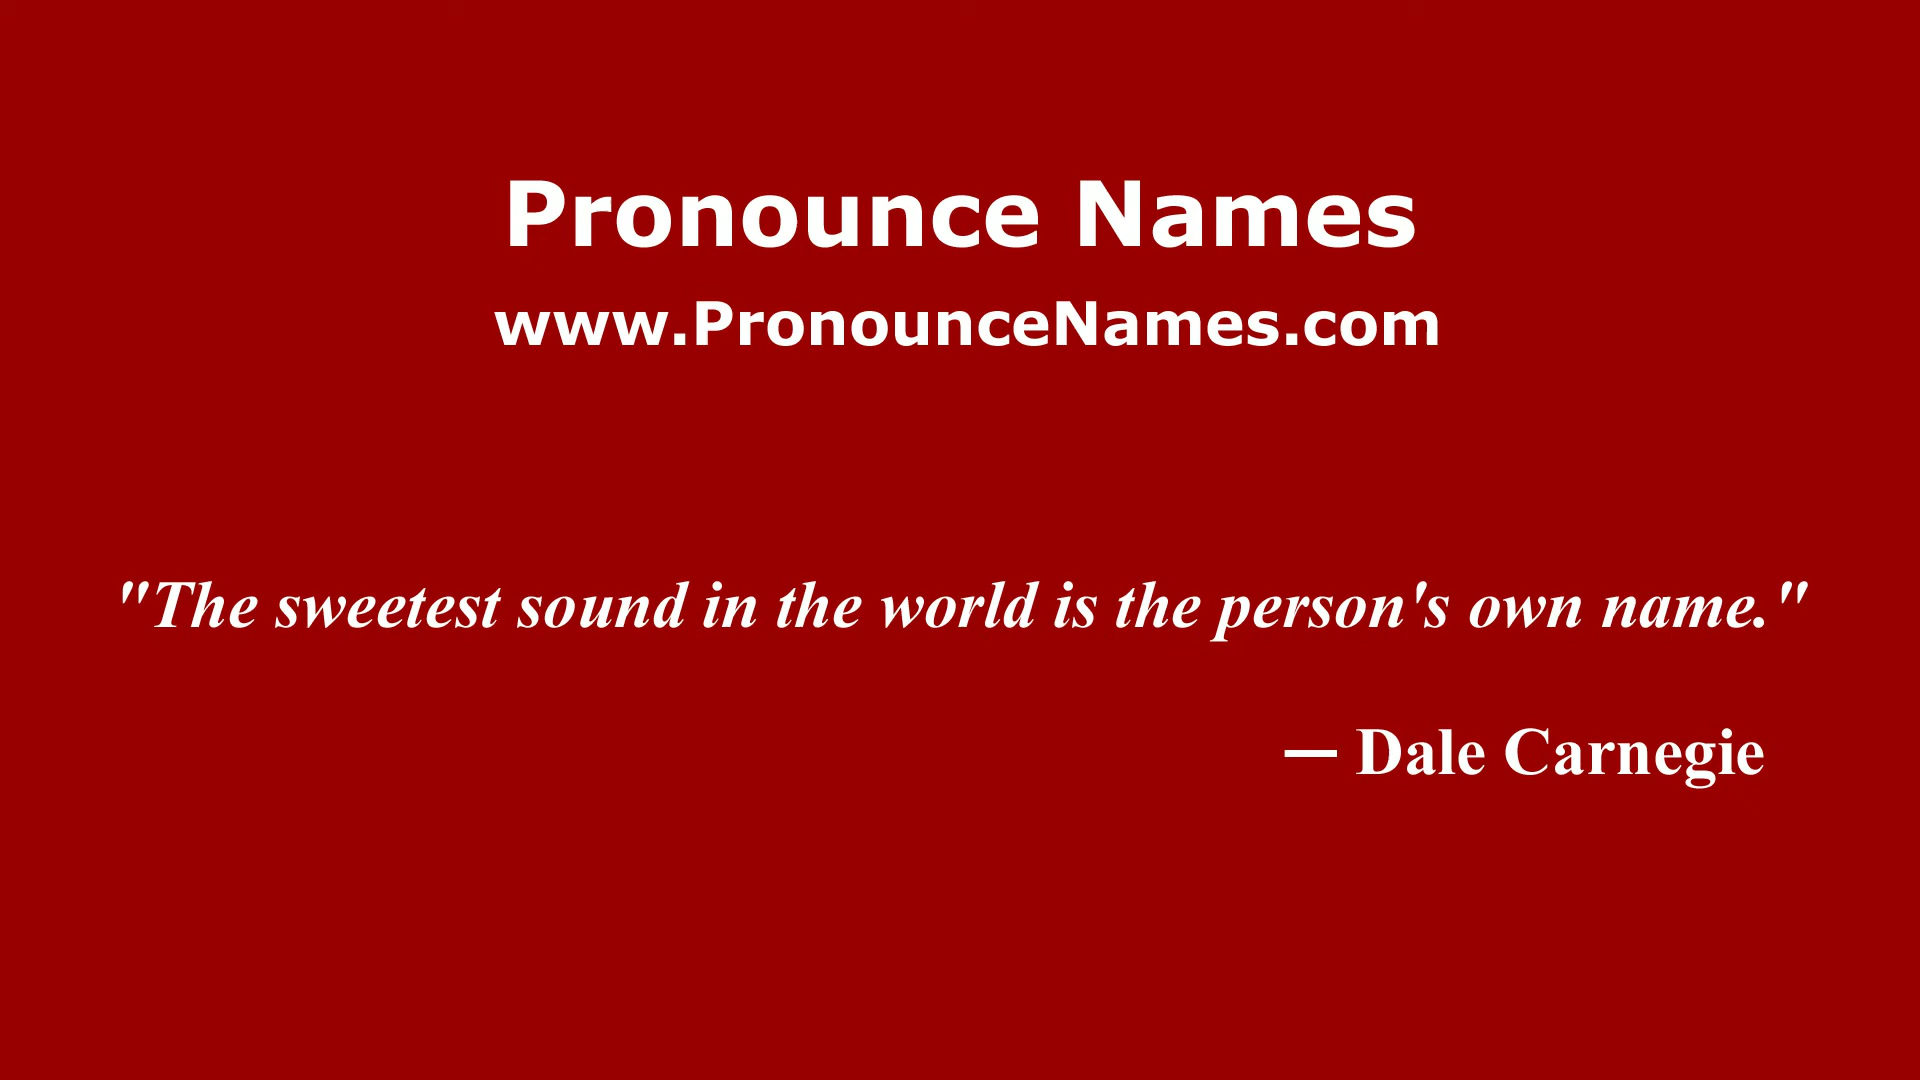 Pronounce Names
www.PronounceNames.com
"The sweetest sound in the world is the person's own name."
— Dale Carnegie